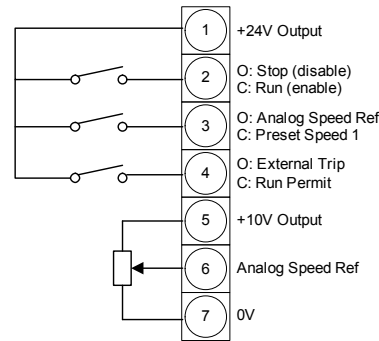 1 +24V Output
2 O: Stop (disable)
C: Run (enable)
3 O: Analog Speed Ref
C: Preset Speed 1
4 O: External Trip
C: Run Permit
5 +10V Output
6 Analog Speed Ref
7 0V